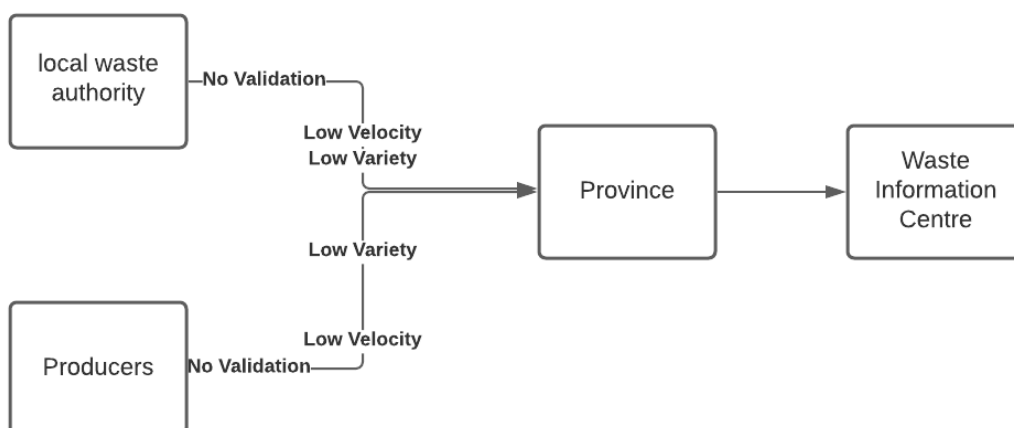 local waste
authority
No Validation
Low Velocity
Low Variety
Province
Waste
Information
Centre
Low Variety
Low Velocity
Producers
No Validation